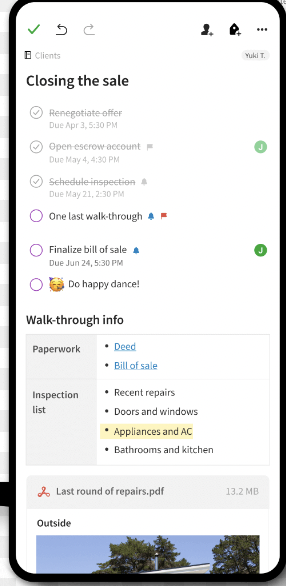 Clients
Yuki T.
Closing the sale
Renegotiate offer
Due Apr 3, 5:30 PM
Open escrow account
Due May 4, 4:30 PM
J
Schedule inspection
Due May 21, 2:30 PM
One last walk-through
Finalize bill of sale
Due Jun 24, 5:30 PM
J
Do happy dance!
Walk-through info
Paperwork
• Deed
• Bill of sale
Inspection
list
• Recent repairs
• Doors and windows
• Appliances and AC
• Bathrooms and kitchen
Last round of repairs.pdf 13.2 MB
Outside